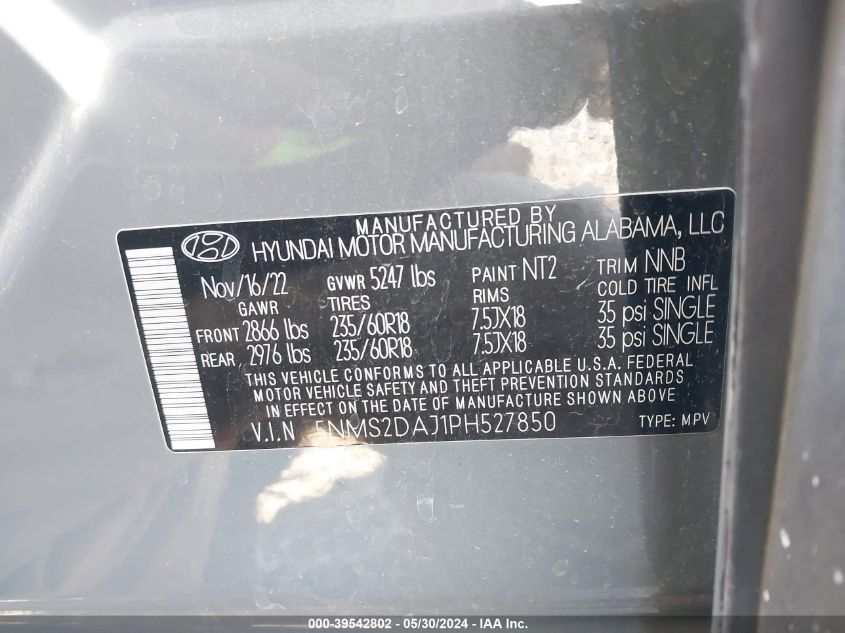 MANUFACTURED BY
HYUNDAI MOTOR MANUFACTURING ALABAMA, LLC
Nov/16/22 GVWR 5247 lbs PAINT NT2 TRIM NNB
GAWR TIRES RIMS COLD TIRE INFL
FRONT 2866 lbs 235/60R18 7.5JX18 35 psi SINGLE
REAR 2976 lbs 235/60R18 7.5JX18 35 psi SINGLE
THIS VEHICLE CONFORMS TO ALL APPLICABLE U.S.A. FEDERAL
MOTOR VEHICLE SAFETY AND THEFT PREVENTION STANDARDS
IN EFFECT ON THE DATE OF MANUFACTURE SHOWN ABOVE
V.I.N 5NMS2DAJ1PH527850 TYPE: MPV
000-39542802 - 05/30/2024 - IAA Inc.